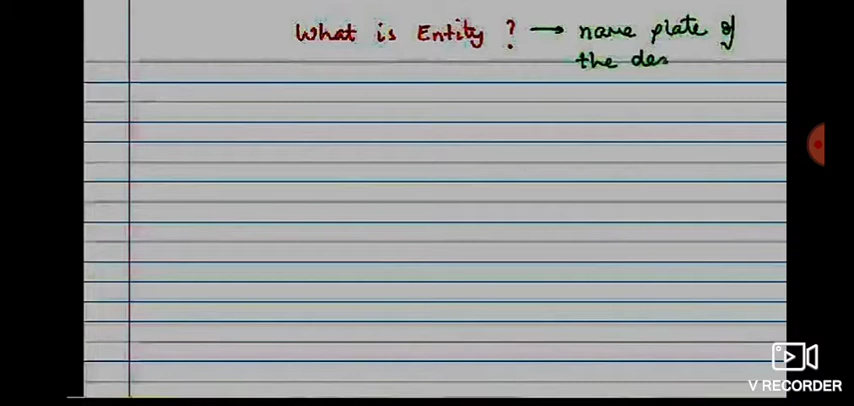 What is Entity ? → name plate of
the des
V RECORDER